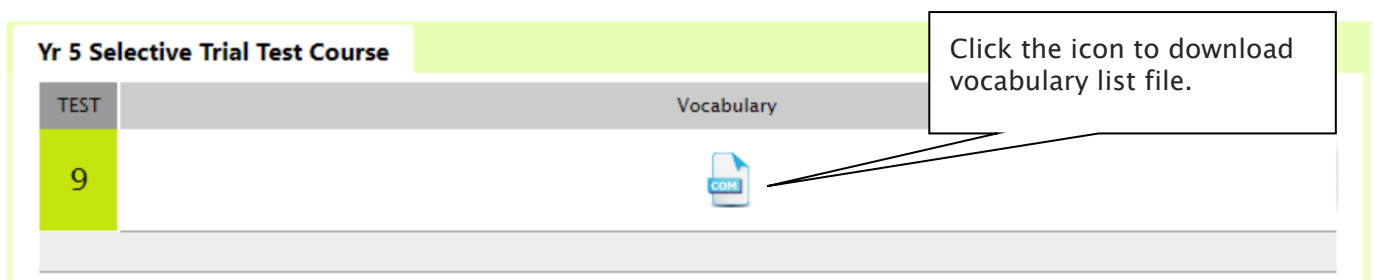 Yr 5 Selective Trial Test Course
Click the icon to download
vocabulary list file.
TEST
Vocabulary
9
COM